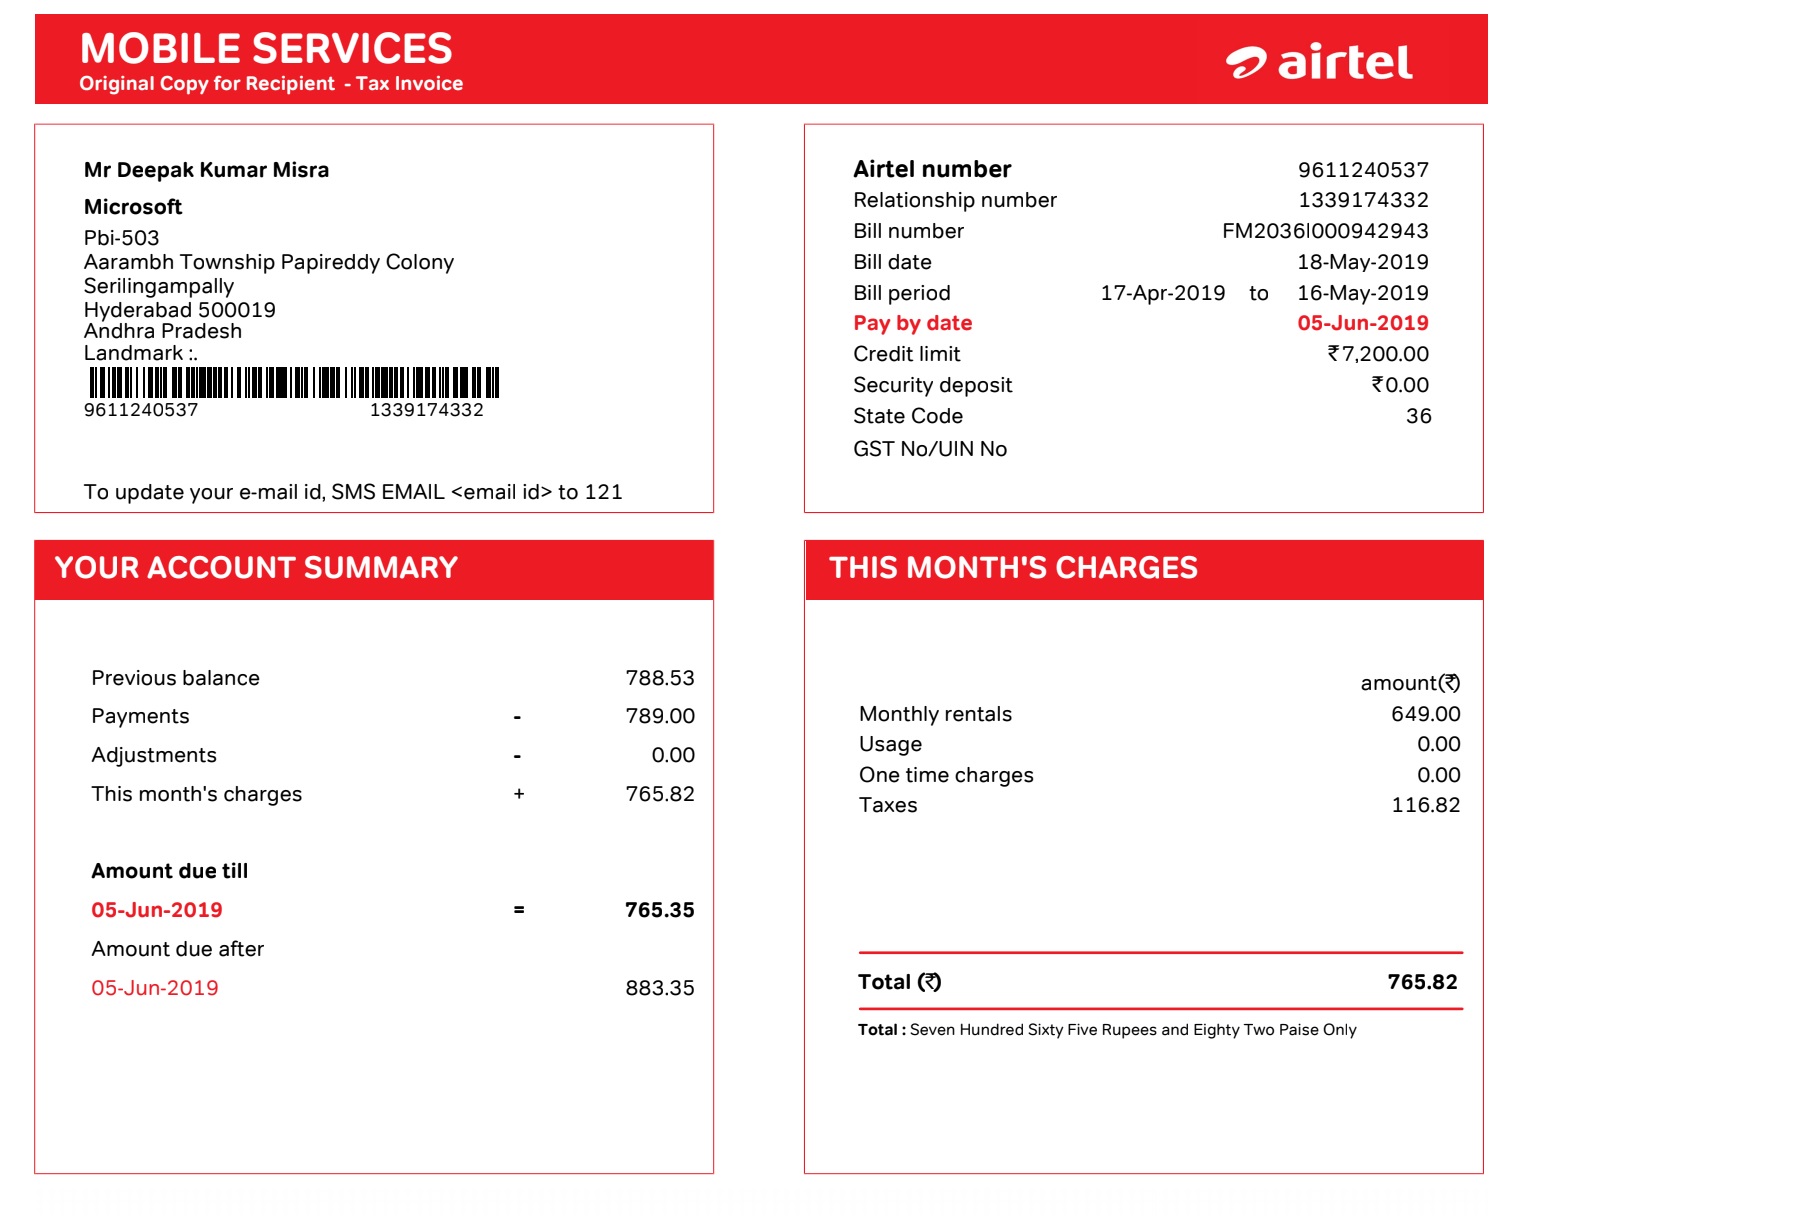 MOBILE SERVICES
Original Copy for Recipient - Tax Invoice
airtel
Mr Deepak Kumar Misra
Microsoft
Pbi-503
Aarambh Township Papireddy Colony
Serilingampally
Hyderabad 500019
Andhra Pradesh
Landmark :.
9611240537 1339174332
To update your e-mail id, SMS EMAIL <email id> to 121
Airtel number 9611240537
Relationship number 1339174332
Bill number FM2036I000942943
Bill date 18-May-2019
Bill period 17-Apr-2019 to 16-May-2019
Pay by date 05-Jun-2019
Credit limit ₹7,200.00
Security deposit ₹0.00
State Code 36
GST No/UIN No
YOUR ACCOUNT SUMMARY
Previous balance 788.53
Payments - 789.00
Adjustments - 0.00
This month's charges + 765.82
Amount due till
05-Jun-2019 = 765.35
Amount due after
05-Jun-2019 883.35
THIS MONTH'S CHARGES
amount(₹)
Monthly rentals 649.00
Usage 0.00
One time charges 0.00
Taxes 116.82
Total (₹) 765.82
Total : Seven Hundred Sixty Five Rupees and Eighty Two Paise Only